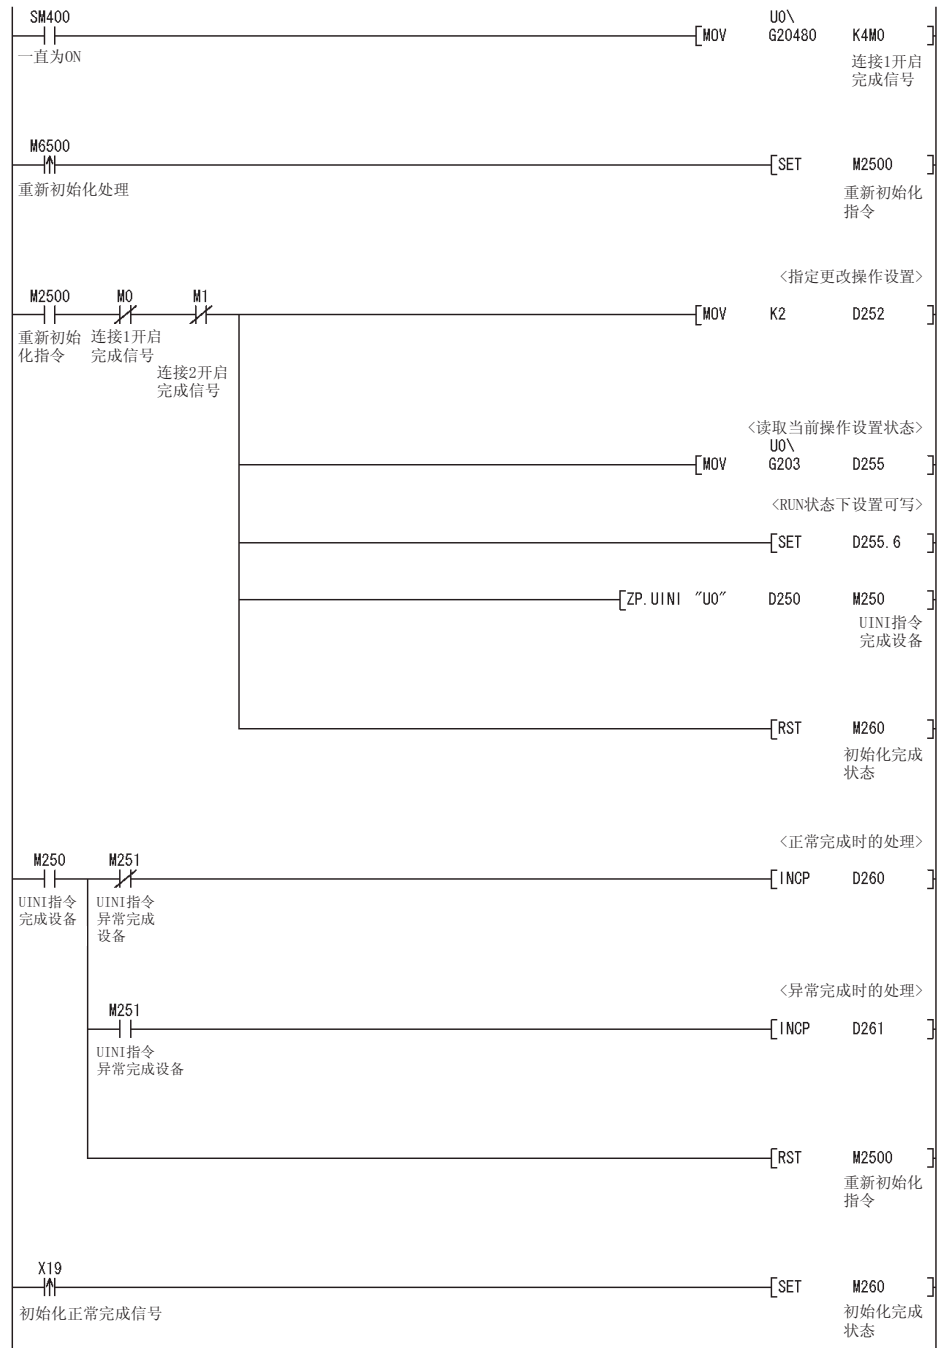 SM400
U0\
MOV G20480 K4M0
一直为ON
连接1开启
完成信号
M6500
SET M2500
重新初始化处理
重新初始化
指令
<指定更改操作设置>
M2500 M0 M1
MOV K2 D252
重新初始
化指令
连接1开启
完成信号
连接2开启
完成信号
<读取当前操作设置状态>
U0\
MOV G203 D255
<RUN状态下设置可写>
SET D255.6
ZP.UINI "U0" D250 M250
UINI指令
完成设备
RST M260
初始化完成
状态
<正常完成时的处理>
M250 M251
INCP D260
UINI指令
完成设备
UINI指令
异常完成
设备
<异常完成时的处理>
M251
INCP D261
UINI指令
异常完成设备
RST M2500
重新初始化
指令
X19
SET M260
初始化正常完成信号
初始化完成
状态